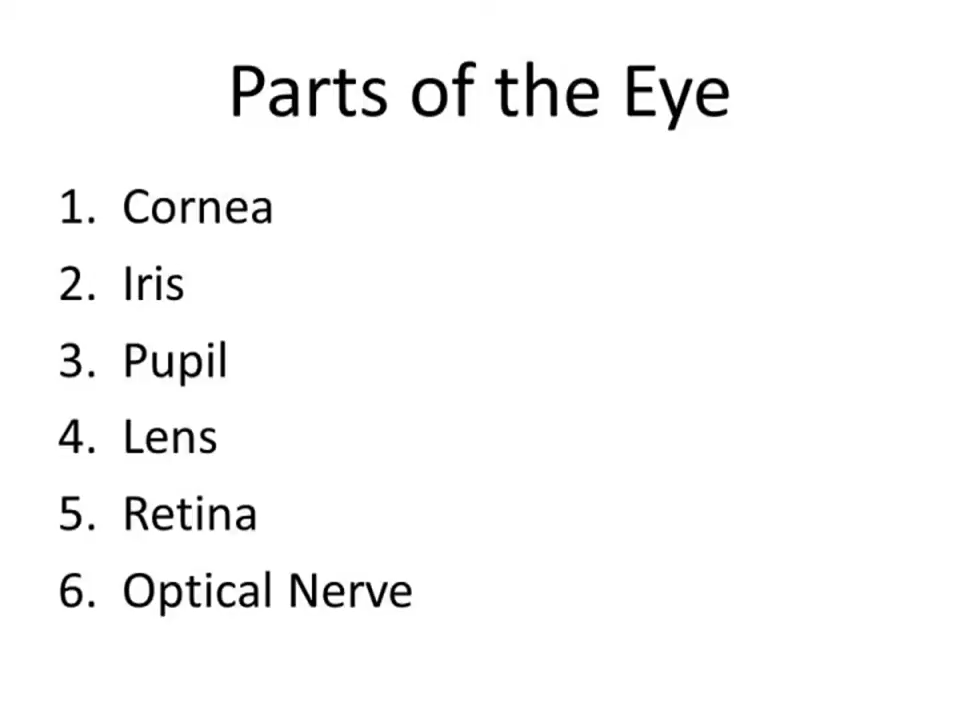 Parts of the Eye
1. Cornea
2. Iris
3. Pupil
4. Lens
5. Retina
6. Optical Nerve